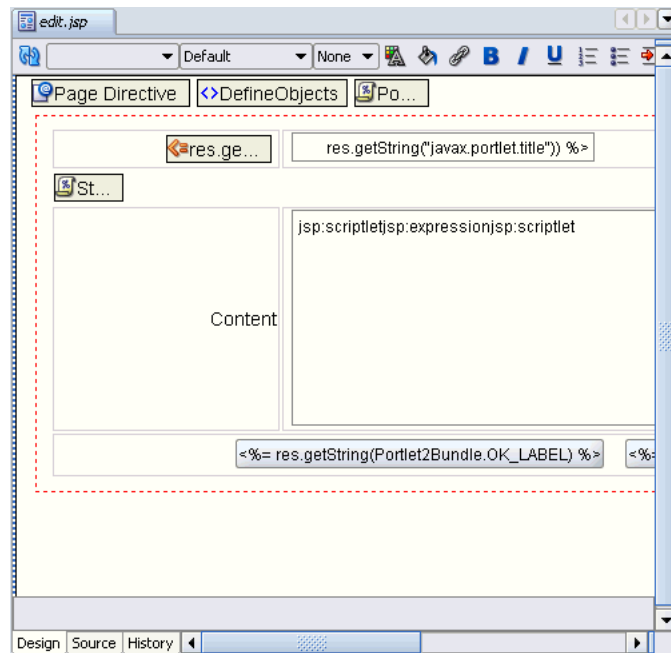 edit.jsp
Default None B I U
Page Directive <>DefineObjects Po...
res.ge... res.getString("javax.portlet.title")) %>
St...
jsp:scriptletjsp:expressionjsp:scriptlet
Content
<%= res.getString(Portlet2Bundle.OK_LABEL) %> <%=
Design Source History